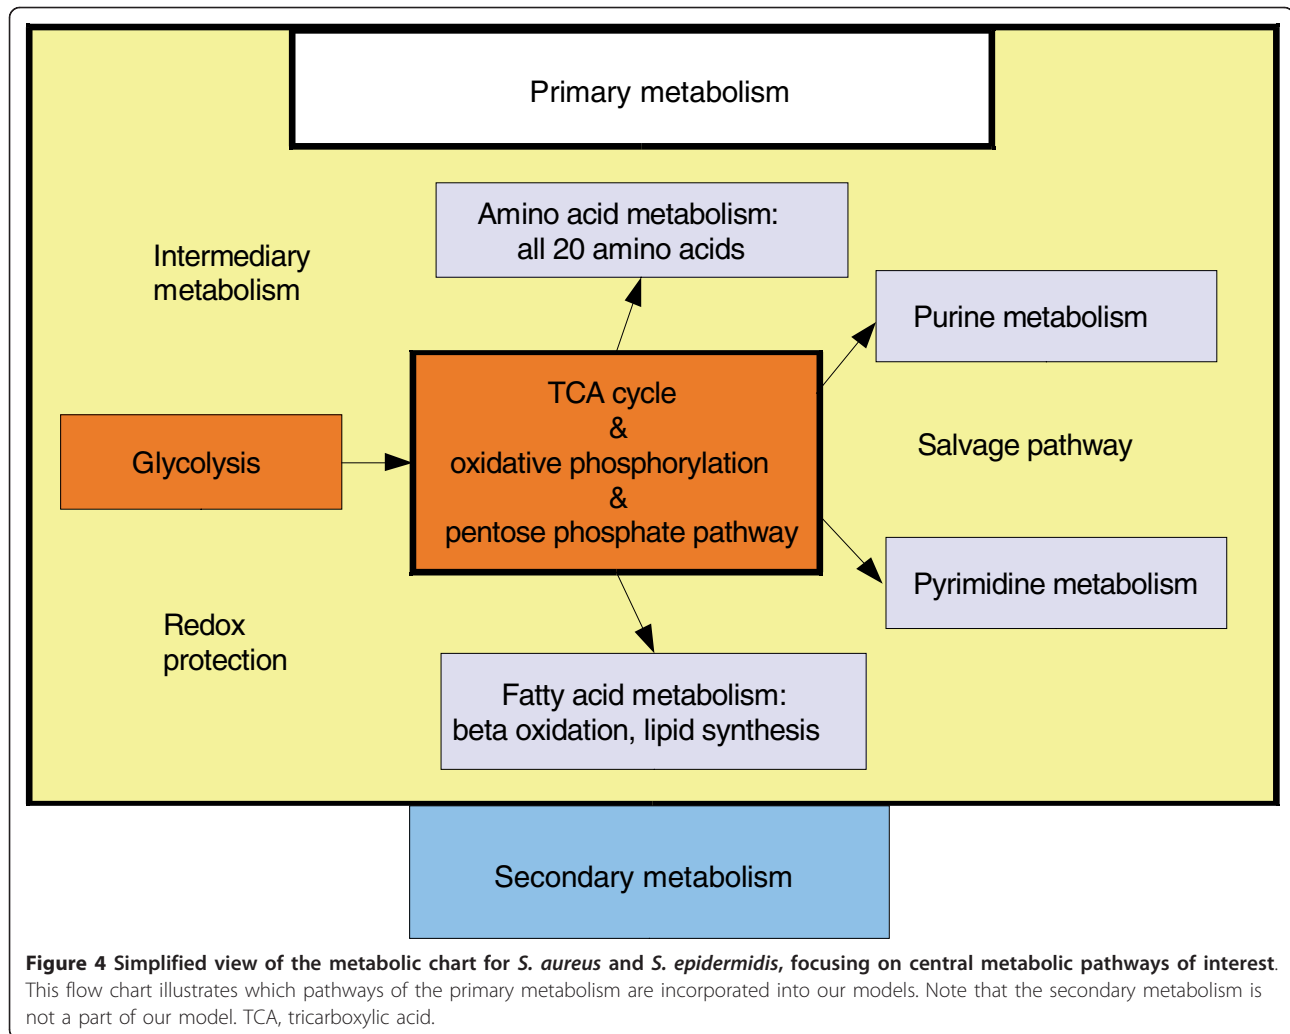 Primary metabolism
Amino acid metabolism:
all 20 amino acids
Intermediary
metabolism
Purine metabolism
TCA cycle
&
oxidative phosphorylation
&
pentose phosphate pathway
Glycolysis
Salvage pathway
Pyrimidine metabolism
Redox
protection
Fatty acid metabolism:
beta oxidation, lipid synthesis
Secondary metabolism
Figure 4 Simplified view of the metabolic chart for S. aureus and S. epidermidis, focusing on central metabolic pathways of interest.
This flow chart illustrates which pathways of the primary metabolism are incorporated into our models. Note that the secondary metabolism is
not a part of our model. TCA, tricarboxylic acid.